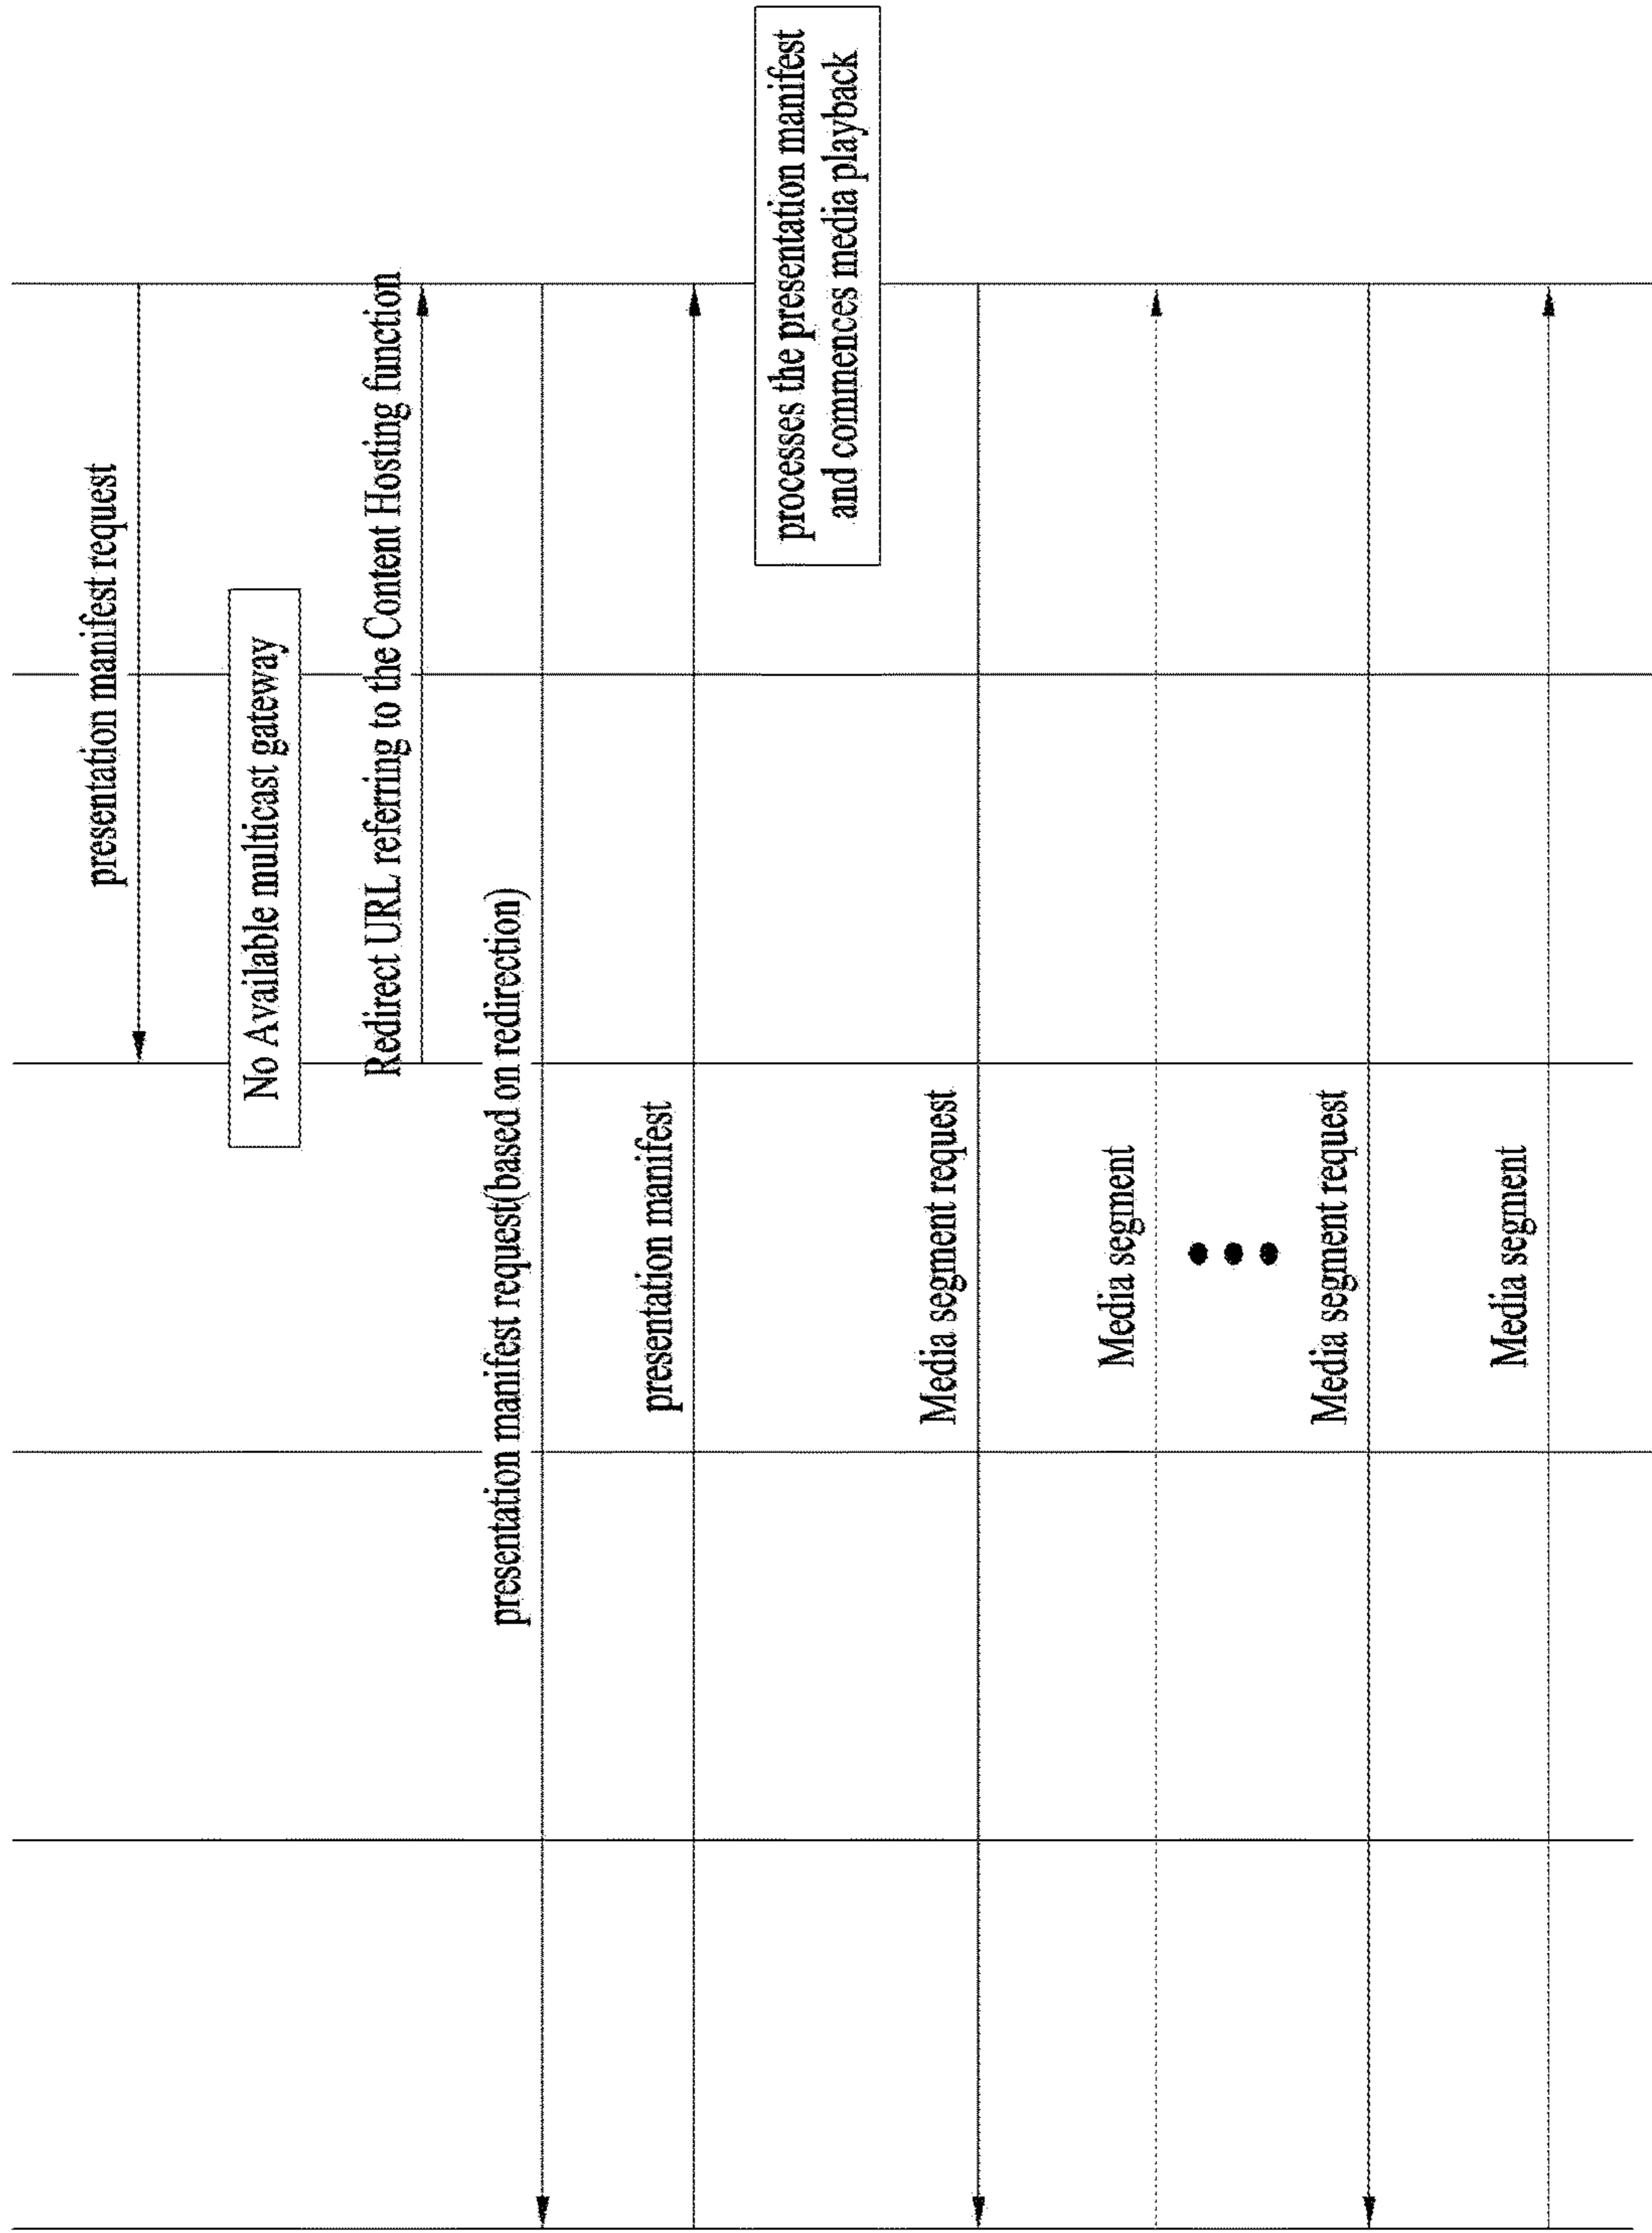 presentation manifest request
No Available multicast gateway
Redirect URL referring to the Content Hosting function
presentation manifest request(based on redirection)
presentation manifest
processes the presentation manifest
and commences media playback
Media segment request
Media segment
Media segment request
Media segment